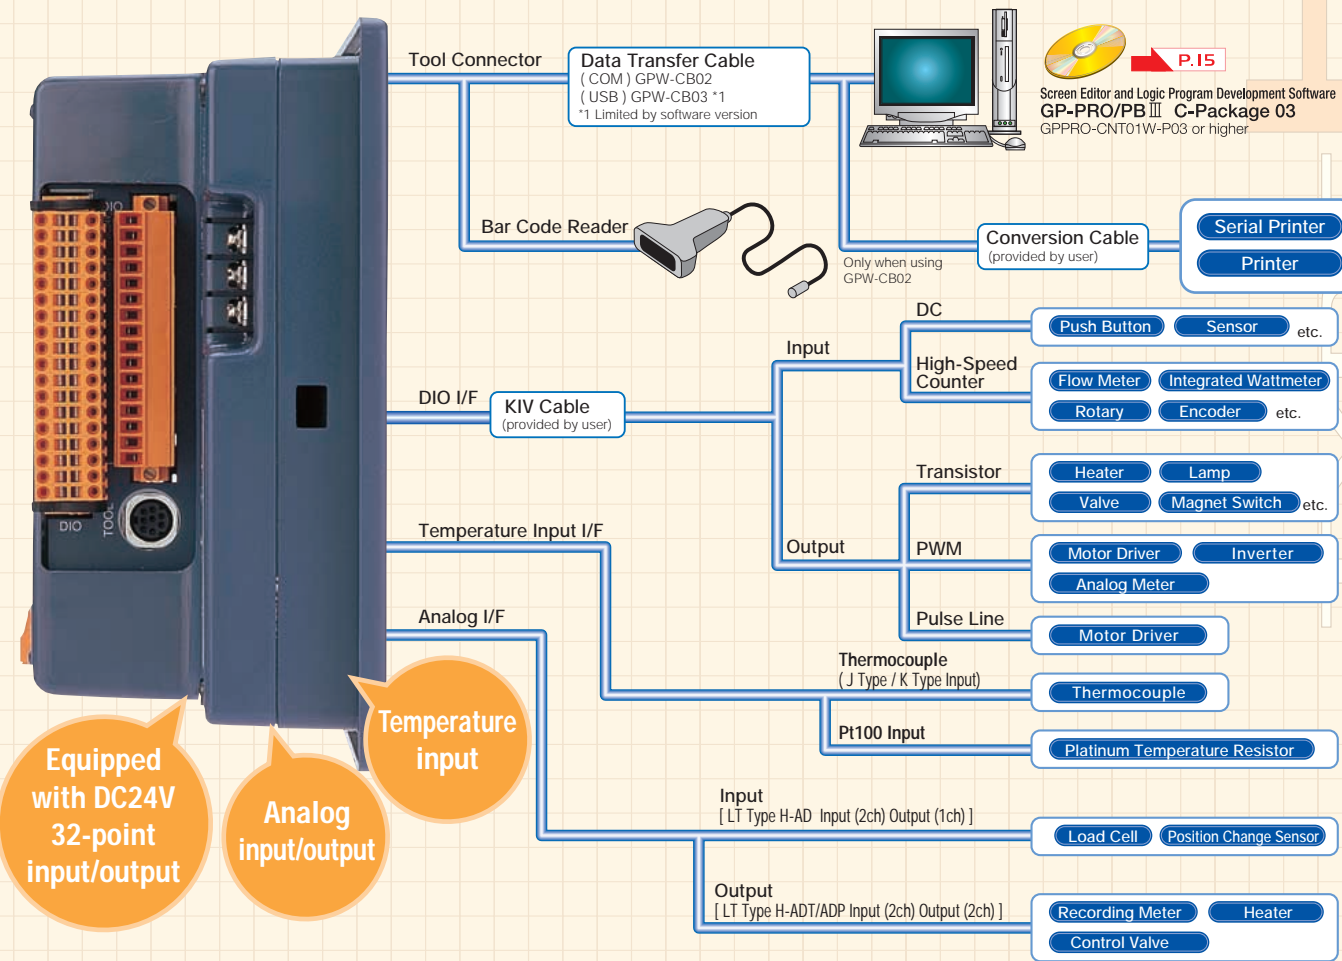 Tool Connector
Data Transfer Cable
( COM ) GPW-CB02
( USB ) GPW-CB03 *1
*1 Limited by software version
P.15
Screen Editor and Logic Program Development Software
GP-PRO/PBⅢ C-Package 03
GPPRO-CNT01W-P03 or higher
Bar Code Reader
Only when using
GPW-CB02
Conversion Cable
(provided by user)
Serial Printer
Printer
DIO I/F
KIV Cable
(provided by user)
Input
DC
Push Button
Sensor
etc.
High-Speed
Counter
Flow Meter
Integrated Wattmeter
Rotary
Encoder
etc.
Output
Transistor
Heater
Lamp
Valve
Magnet Switch
etc.
PWM
Motor Driver
Inverter
Analog Meter
Pulse Line
Motor Driver
Temperature Input I/F
Thermocouple
( J Type / K Type Input)
Thermocouple
Pt100 Input
Platinum Temperature Resistor
Analog I/F
Input
[ LT Type H-AD Input (2ch) Output (1ch) ]
Load Cell
Position Change Sensor
Output
[ LT Type H-ADT/ADP Input (2ch) Output (2ch) ]
Recording Meter
Heater
Control Valve
DIO
DIO
TOOL
Equipped
with DC24V
32-point
input/output
Analog
input/output
Temperature
input